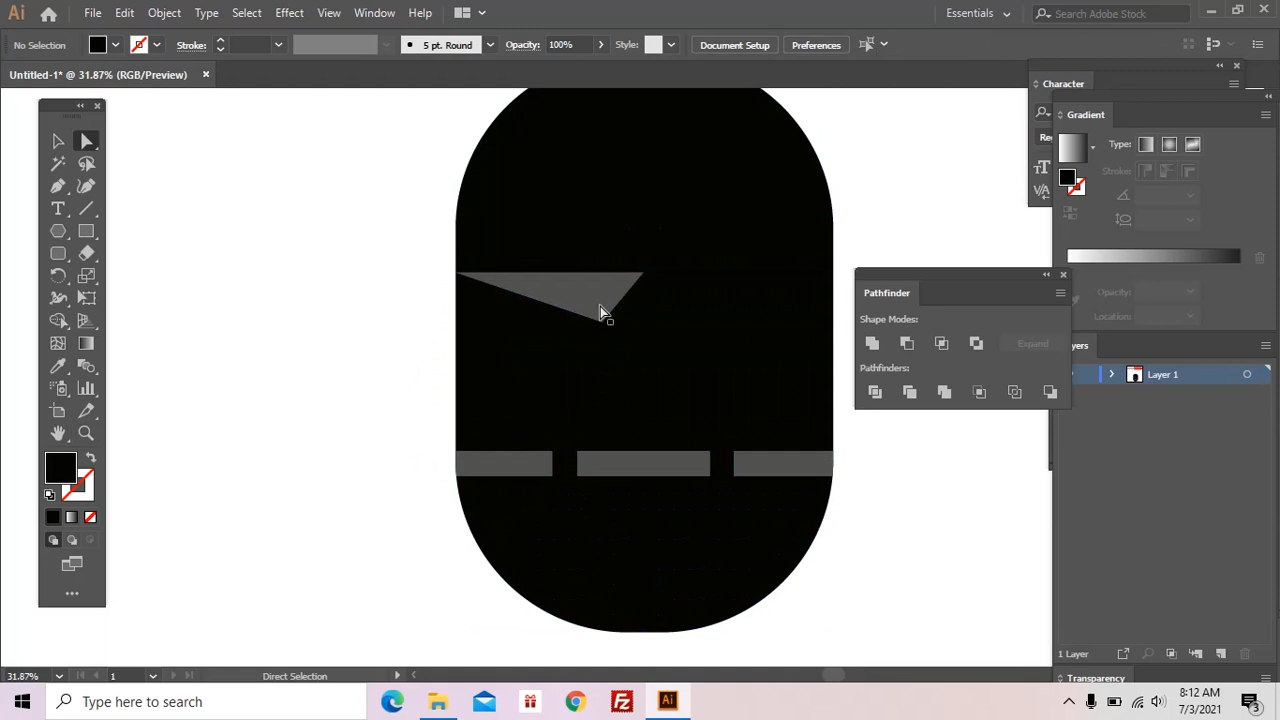 Ai File Edit Object Type Select Effect View Window Help Essentials Search Adobe Stock
No Selection Stroke: 5 pt. Round Opacity: 100% Style: Document Setup Preferences
Untitled-1* @ 31.87% (RGB/Preview)
Character
Gradient
Type:
Stroke:
Opacity:
Location:
Pathfinder
Shape Modes:
Expand
Pathfinders:
Layer 1
1 Layer
Transparency
31.87% 1 Direct Selection
Type here to search
8:12 AM
7/3/2021
3